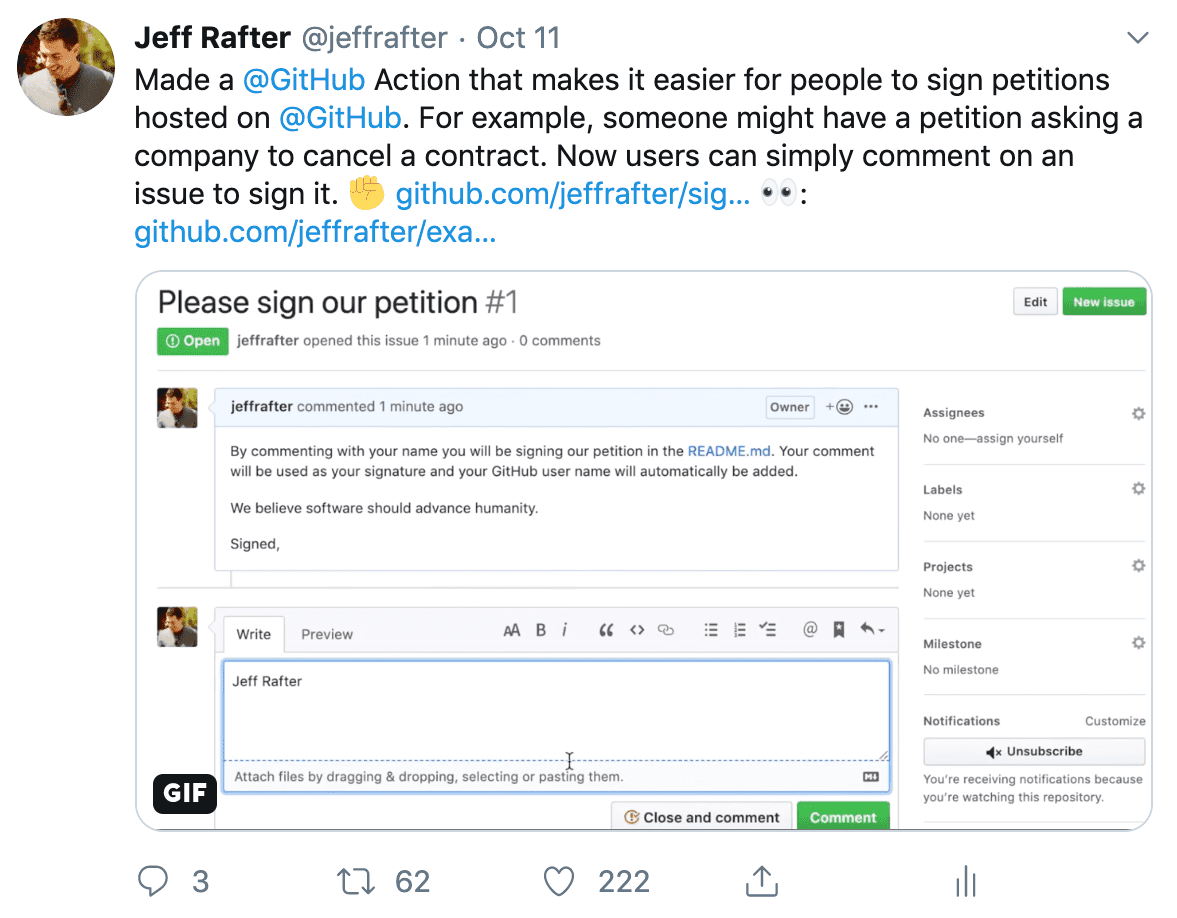 Jeff Rafter @jeffrafter · Oct 11
Made a @GitHub Action that makes it easier for people to sign petitions
hosted on @GitHub. For example, someone might have a petition asking a
company to cancel a contract. Now users can simply comment on an
issue to sign it. ✊ github.com/jeffrafter/sig... 👀:
github.com/jeffrafter/exa...
Please sign our petition #1
Edit
New issue
Open
jeffrafter opened this issue 1 minute ago · 0 comments
jeffrafter commented 1 minute ago
Owner
By commenting with your name you will be signing our petition in the README.md. Your comment
will be used as your signature and your GitHub user name will automatically be added.
We believe software should advance humanity.
Signed,
Write
Preview
AA B i
Jeff Rafter
Attach files by dragging & dropping, selecting or pasting them.
Close and comment
Comment
Assignees
No one—assign yourself
Labels
None yet
Projects
None yet
Milestone
No milestone
Notifications
Customize
Unsubscribe
You're receiving notifications because
you're watching this repository.
GIF
3
62
222